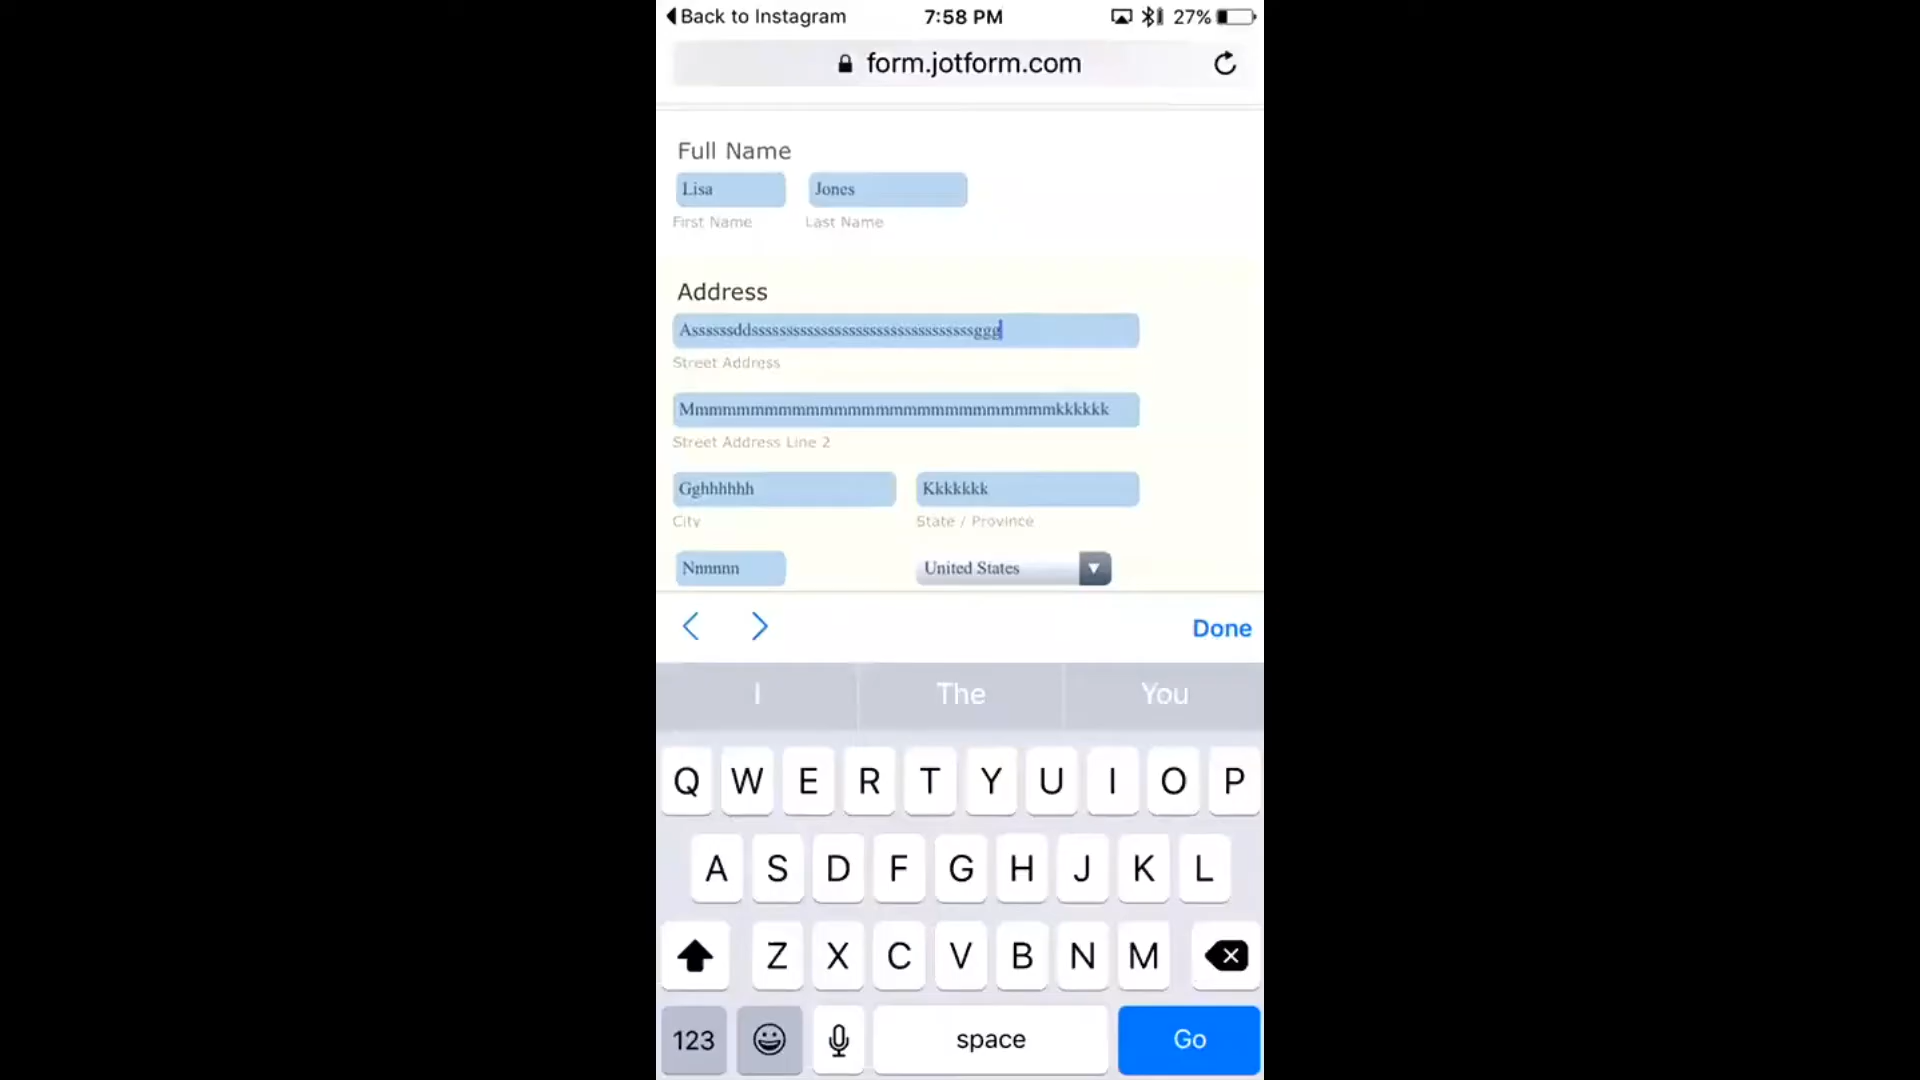 Back to Instagram 7:58 PM 27%
form.jotform.com
Full Name
Lisa Jones
First Name Last Name
Address
Street Address
Street Address Line 2
Gghhhhhh Kkkkkkk
City State / Province
Nnnnnn United States
Done
I The You
Q W E R T Y U I O P
A S D F G H J K L
Z X C V B N M
123 space Go